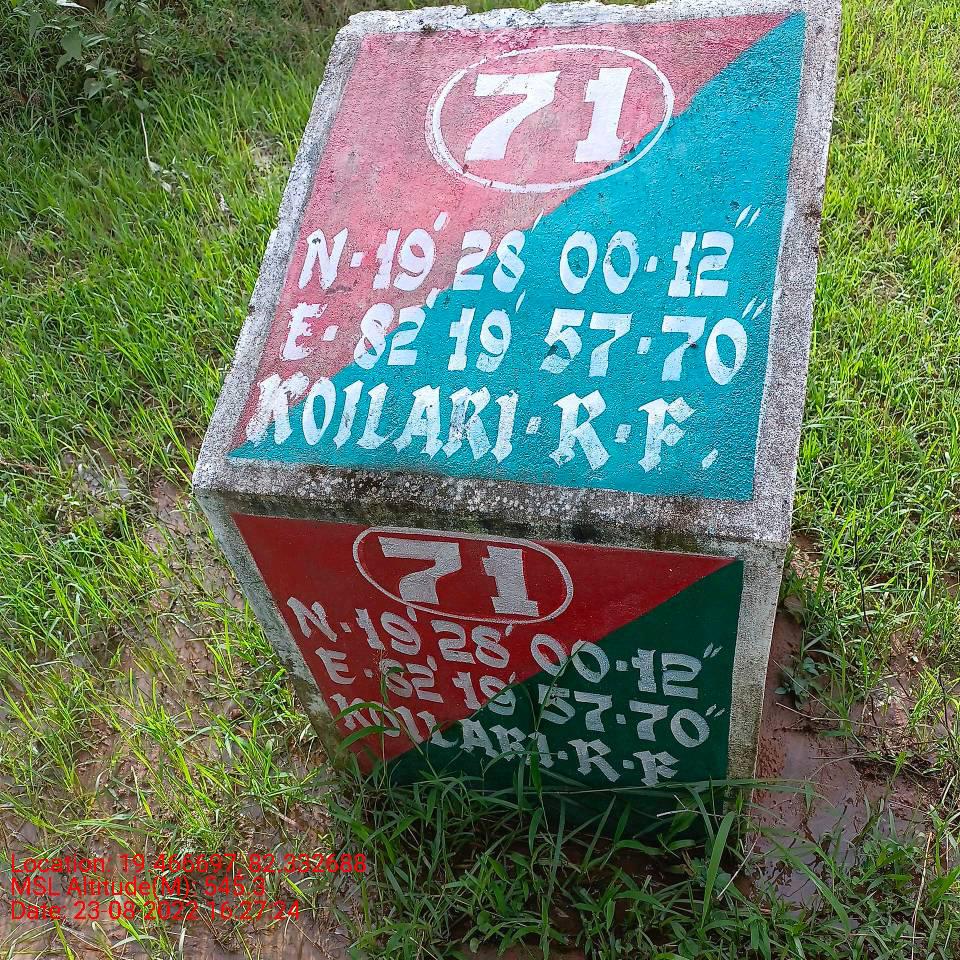 71
N·19' 28' 00·12"
E· 82' 19' 57·70"
KOILARI·R·F.
71
N·19' 28' 00·12"
E·82' 19' 57·70"
KOILARI·R·F
Location: 19.466697, 82.332688
MSL Altitude(M): 545.3
Date: 23-08-2022 16:27:24